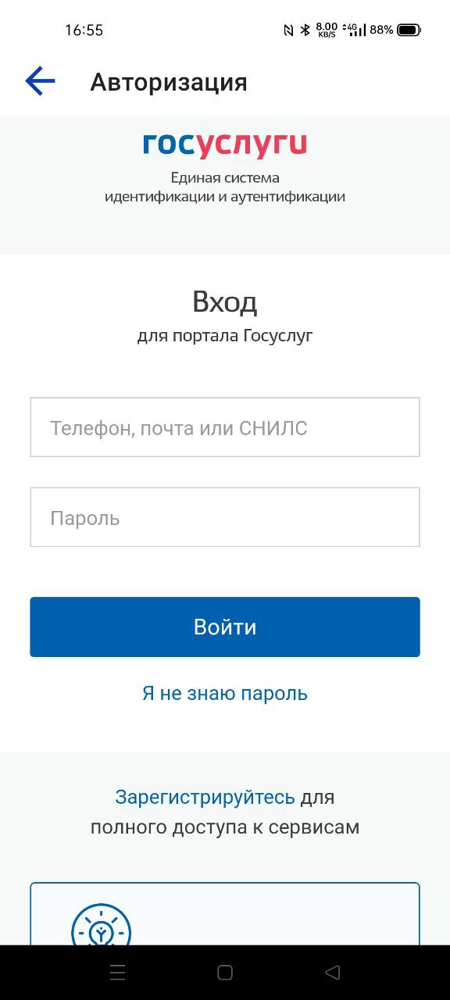 16:55
8.00
KB/S
4G
88%
Авторизация
госуслуги
Единая система
идентификации и аутентификации
Вход
для портала Госуслуг
Телефон, почта или СНИЛС
Пароль
Войти
Я не знаю пароль
Зарегистрируйтесь для
полного доступа к сервисам